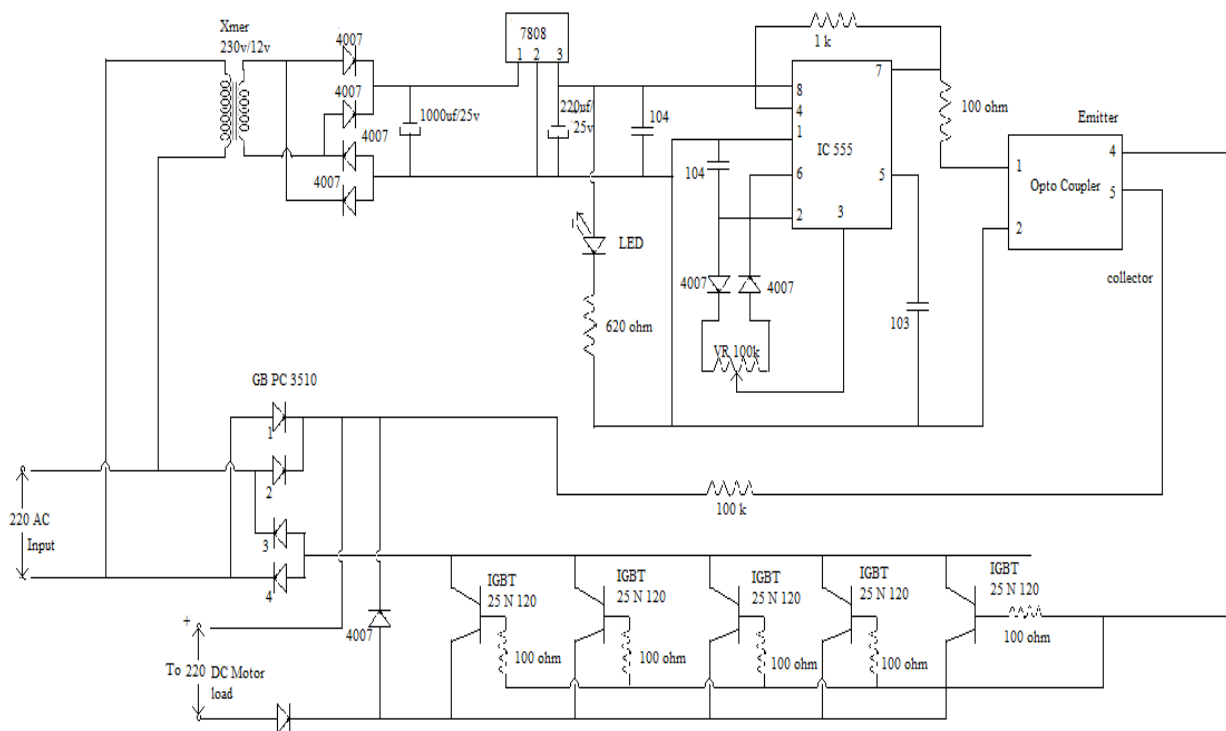 Xmer
230v/12v
4007
4007
4007
4007
1000uf/25v
7808
1 2 3
220uf/
25v
104
1 k
8
4
1
6
2
7
5
3
IC 555
104
100 ohm
Emitter
1
2
4
5
Opto Coupler
collector
LED
620 ohm
4007
4007
VR 100k
103
GB PC 3510
1
2
3
4
220 AC
Input
100 k
4007
+
To 220 DC Motor
load
IGBT
25 N 120
IGBT
25 N 120
IGBT
25 N 120
IGBT
25 N 120
IGBT
25 N 120
100 ohm
100 ohm
100 ohm
100 ohm
100 ohm